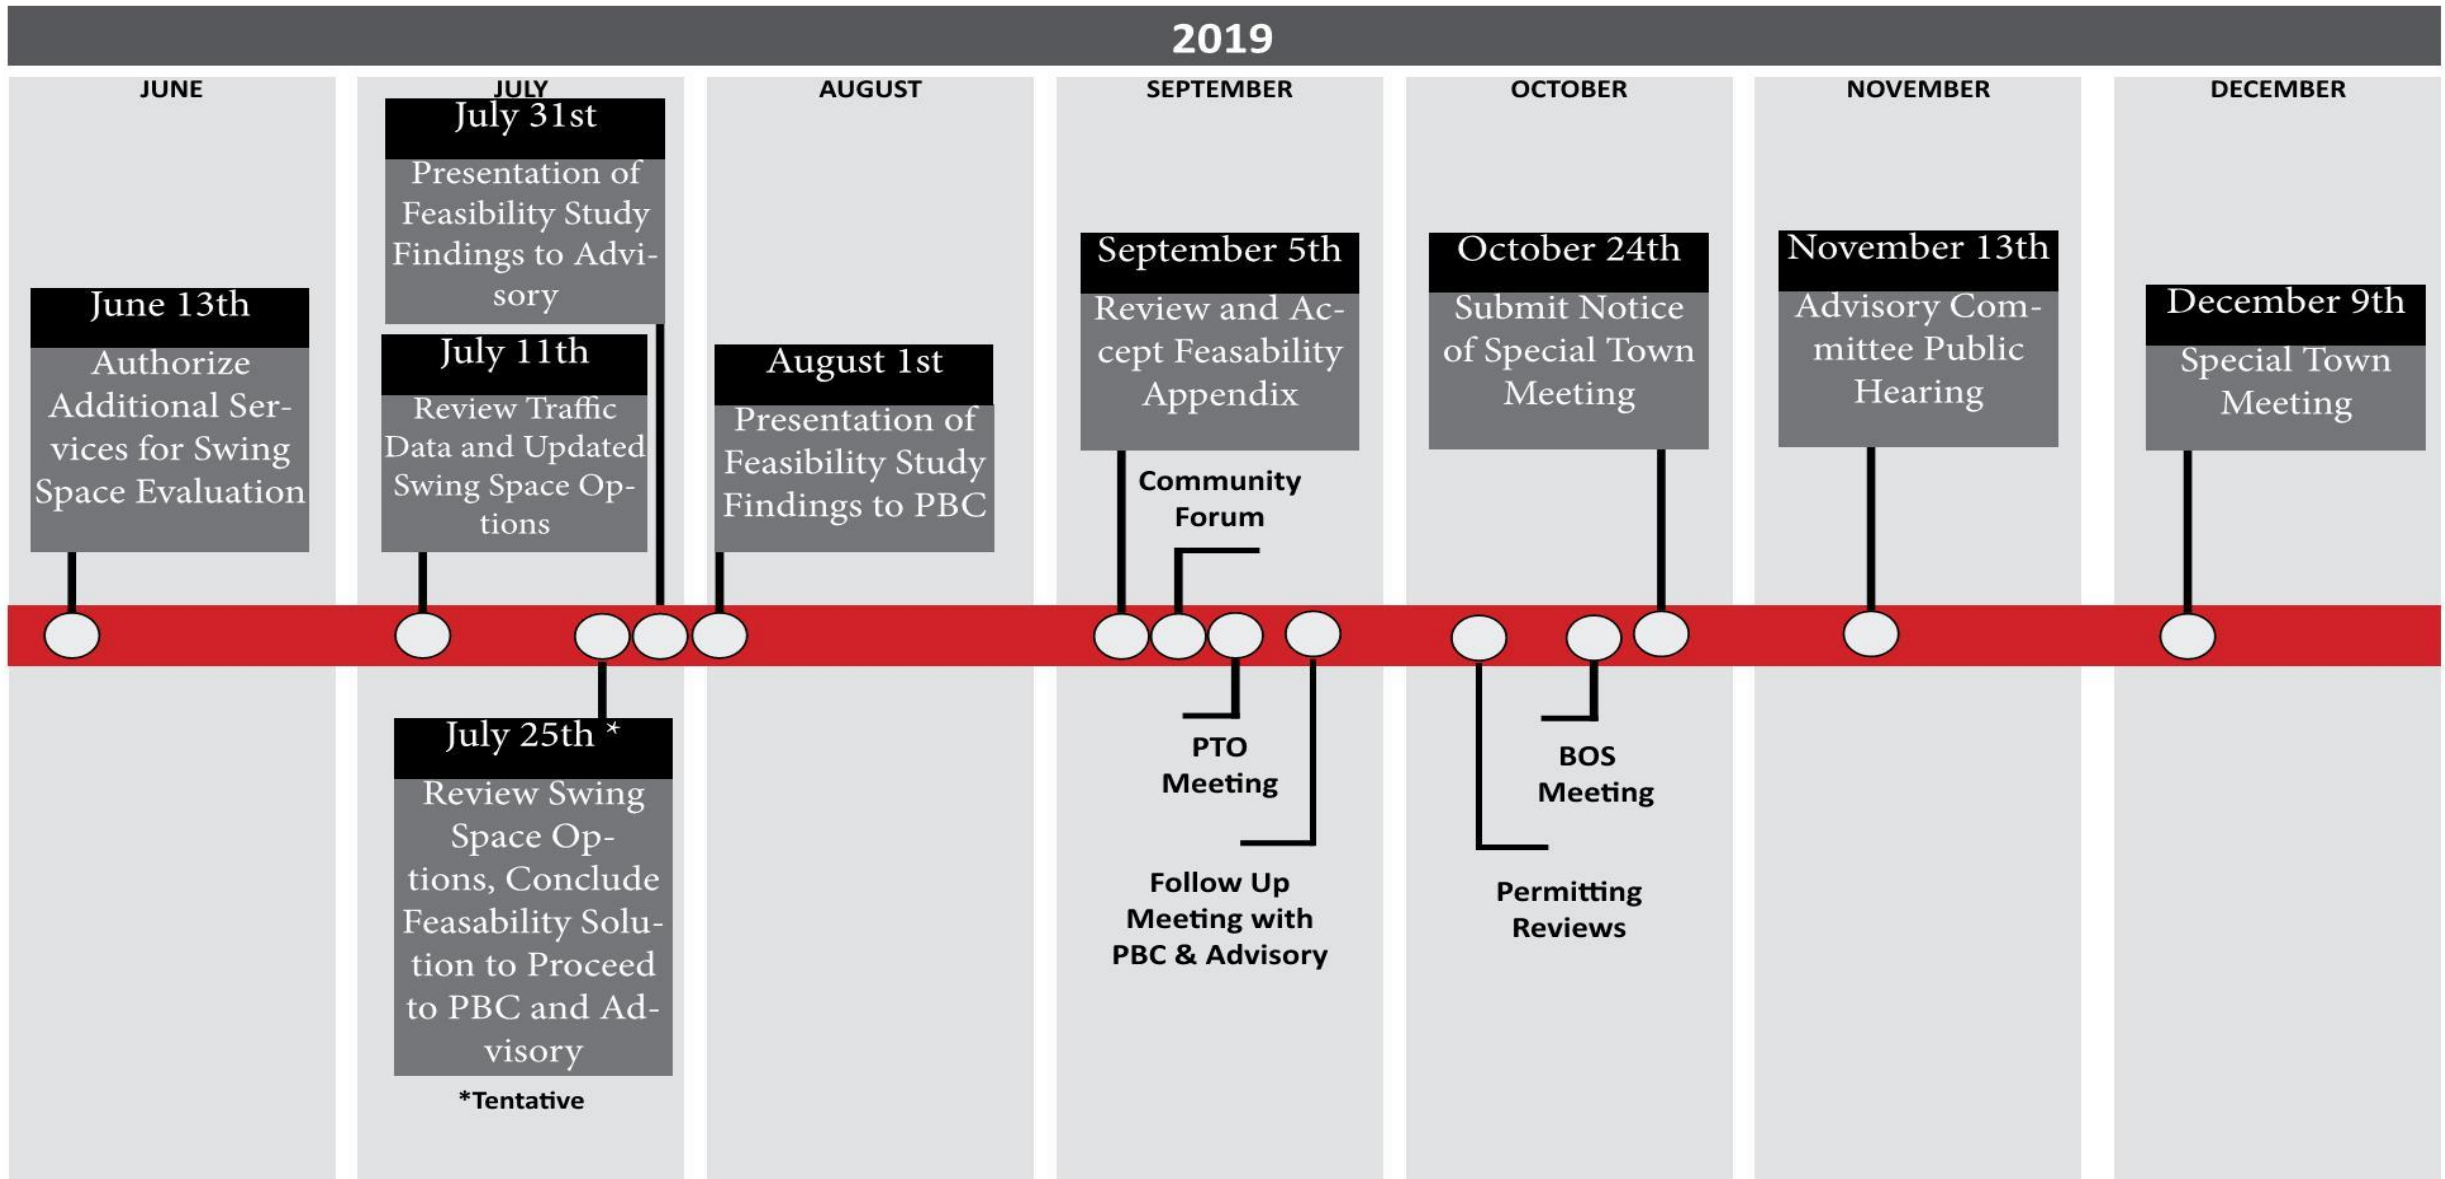 2019
JUNE
JULY
AUGUST
SEPTEMBER
OCTOBER
NOVEMBER
DECEMBER
June 13th
Authorize
Additional Ser-
vices for Swing
Space Evaluation
July 31st
Presentation of
Feasibility Study
Findings to Advi-
sory
July 11th
Review Traffic
Data and Updated
Swing Space Op-
tions
August 1st
Presentation of
Feasibility Study
Findings to PBC
September 5th
Review and Ac-
cept Feasability
Appendix
Community
Forum
October 24th
Submit Notice
of Special Town
Meeting
November 13th
Advisory Com-
mittee Public
Hearing
December 9th
Special Town
Meeting
July 25th *
Review Swing
Space Op-
tions, Conclude
Feasability Solu-
tion to Proceed
to PBC and Ad-
visory
*Tentative
PTO
Meeting
Follow Up
Meeting with
PBC & Advisory
BOS
Meeting
Permitting
Reviews